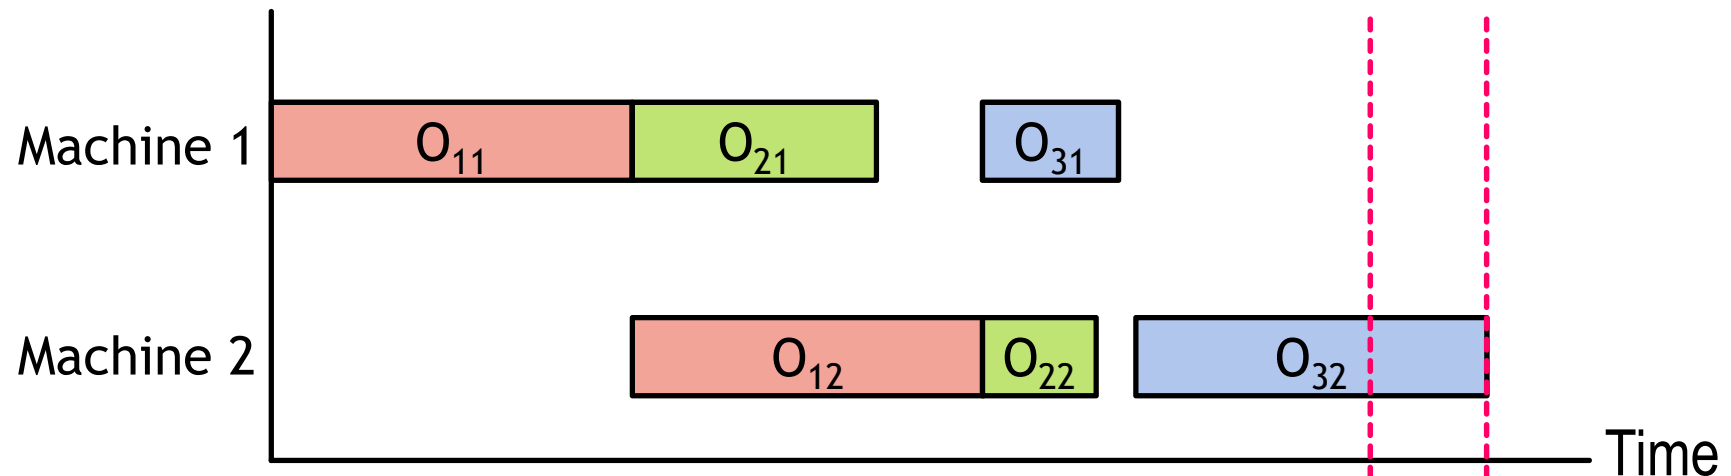 Machine 1
O₁₁
O₂₁
O₃₁
Machine 2
O₁₂
O₂₂
O₃₂
Time